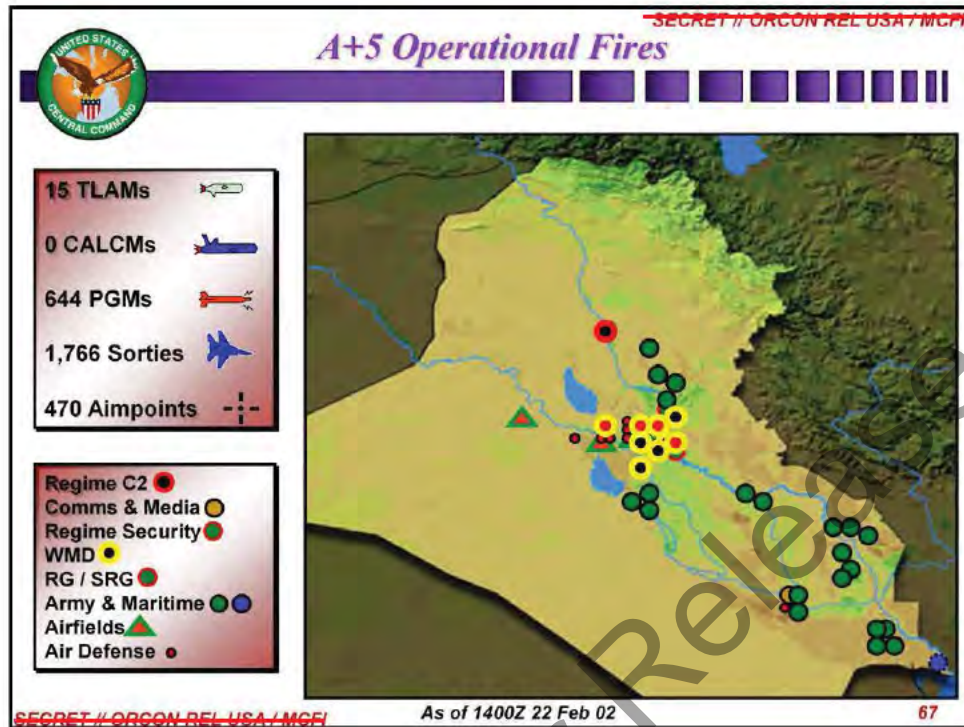 SECRET // ORCON REL USA / MCFI
A+5 Operational Fires
UNITED STATES
CENTRAL COMMAND
15 TLAMs
0 CALCMs
644 PGMs
1,766 Sorties
470 Aimpoints
Regime C2
Comms & Media
Regime Security
WMD
RG / SRG
Army & Maritime
Airfields
Air Defense
Release
SECRET // ORCON REL USA / MCFI
As of 1400Z 22 Feb 02
67